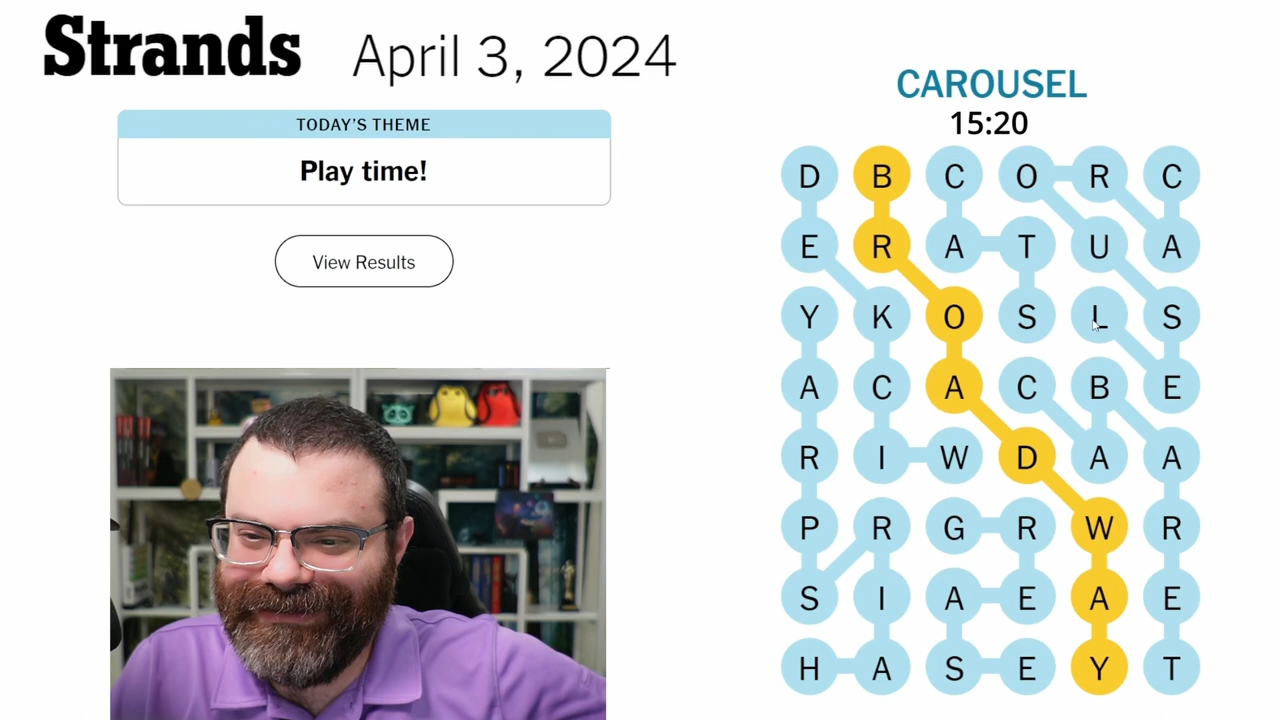 Strands April 3, 2024
TODAY'S THEME
Play time!
View Results
CAROUSEL
15:20
D B C O R C
E R A T U A
Y K O S L S
A C A C B E
R I W D A A
P R G R W R
S I A E A E
H A S E Y T